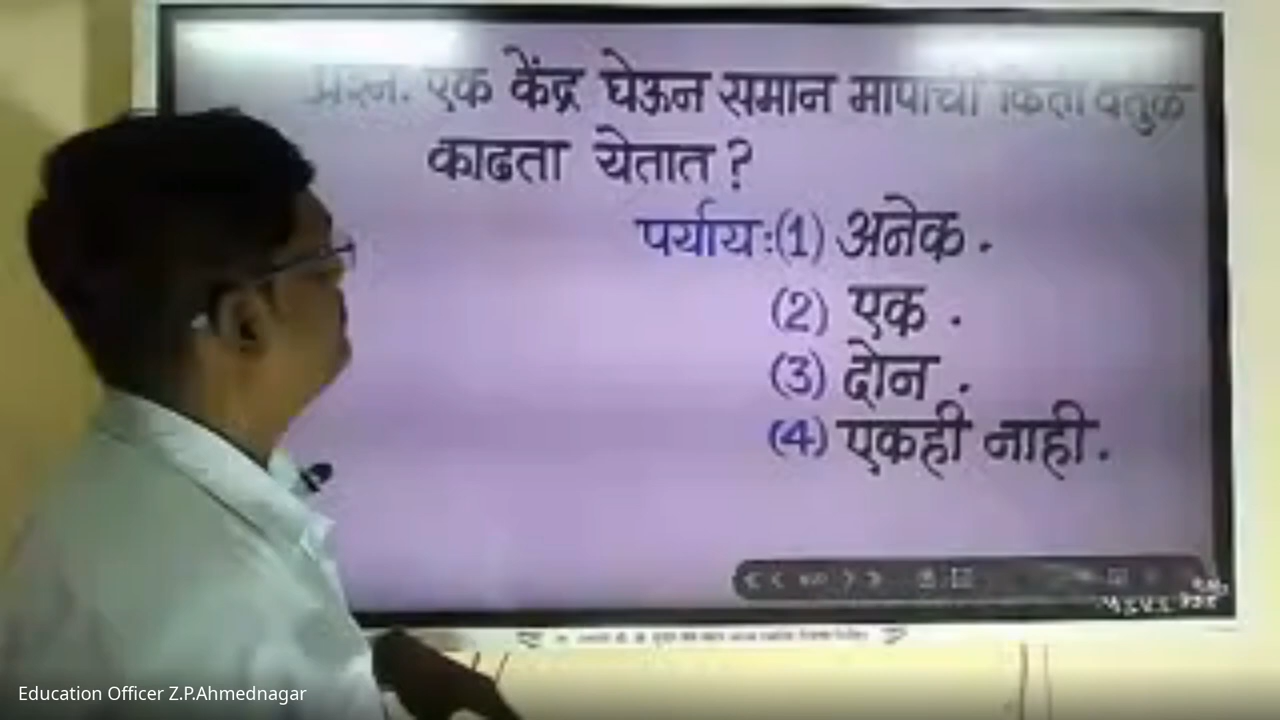 प्रश्न: एक केंद्र घेऊन समान मापाची किती वर्तुळे
काढता येतात ?
पर्याय:(1) अनेक .
(2) एक .
(3) दोन .
(4) एकही नाही .
Education Officer Z.P.Ahmednagar